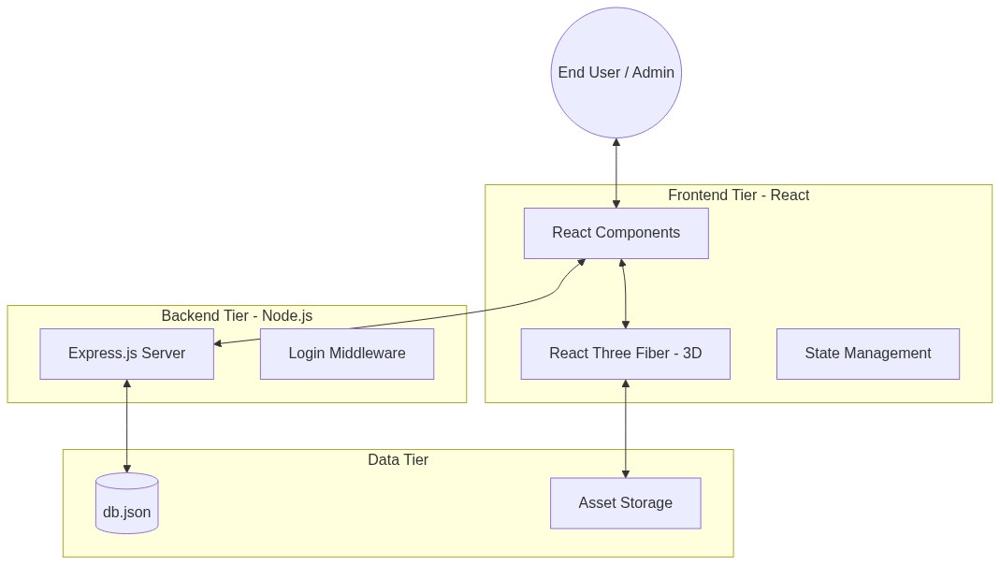 End User / Admin
Frontend Tier - React
React Components
Backend Tier - Node.js
Express.js Server
Login Middleware
React Three Fiber - 3D
State Management
Data Tier
db.json
Asset Storage